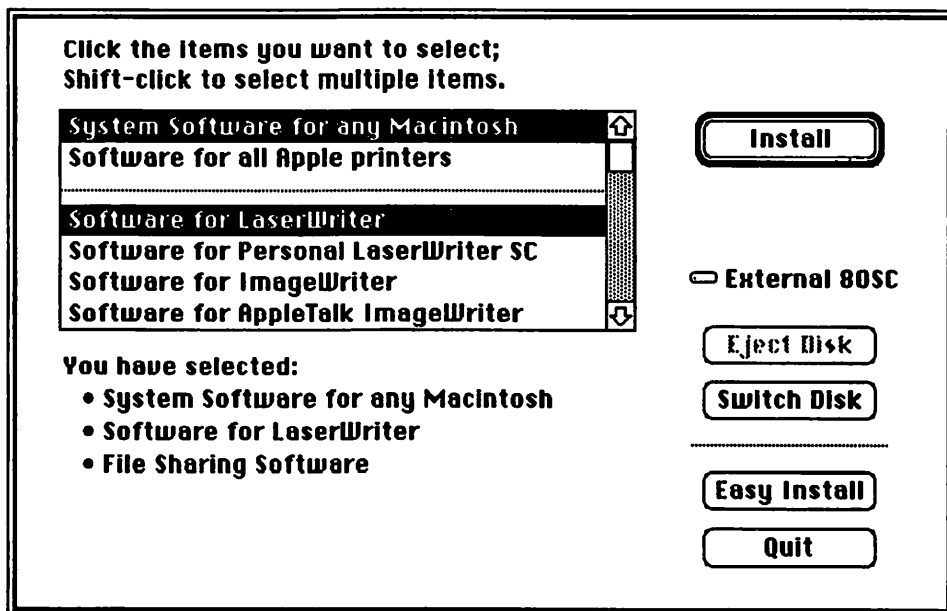 Click the items you want to select;
Shift-click to select multiple items.
System Software for any Macintosh
Software for all Apple printers
Software for LaserWriter
Software for Personal LaserWriter SC
Software for ImageWriter
Software for AppleTalk ImageWriter
You have selected:
• System Software for any Macintosh
• Software for LaserWriter
• File Sharing Software
Install
External 80SC
Eject Disk
Switch Disk
Easy Install
Quit